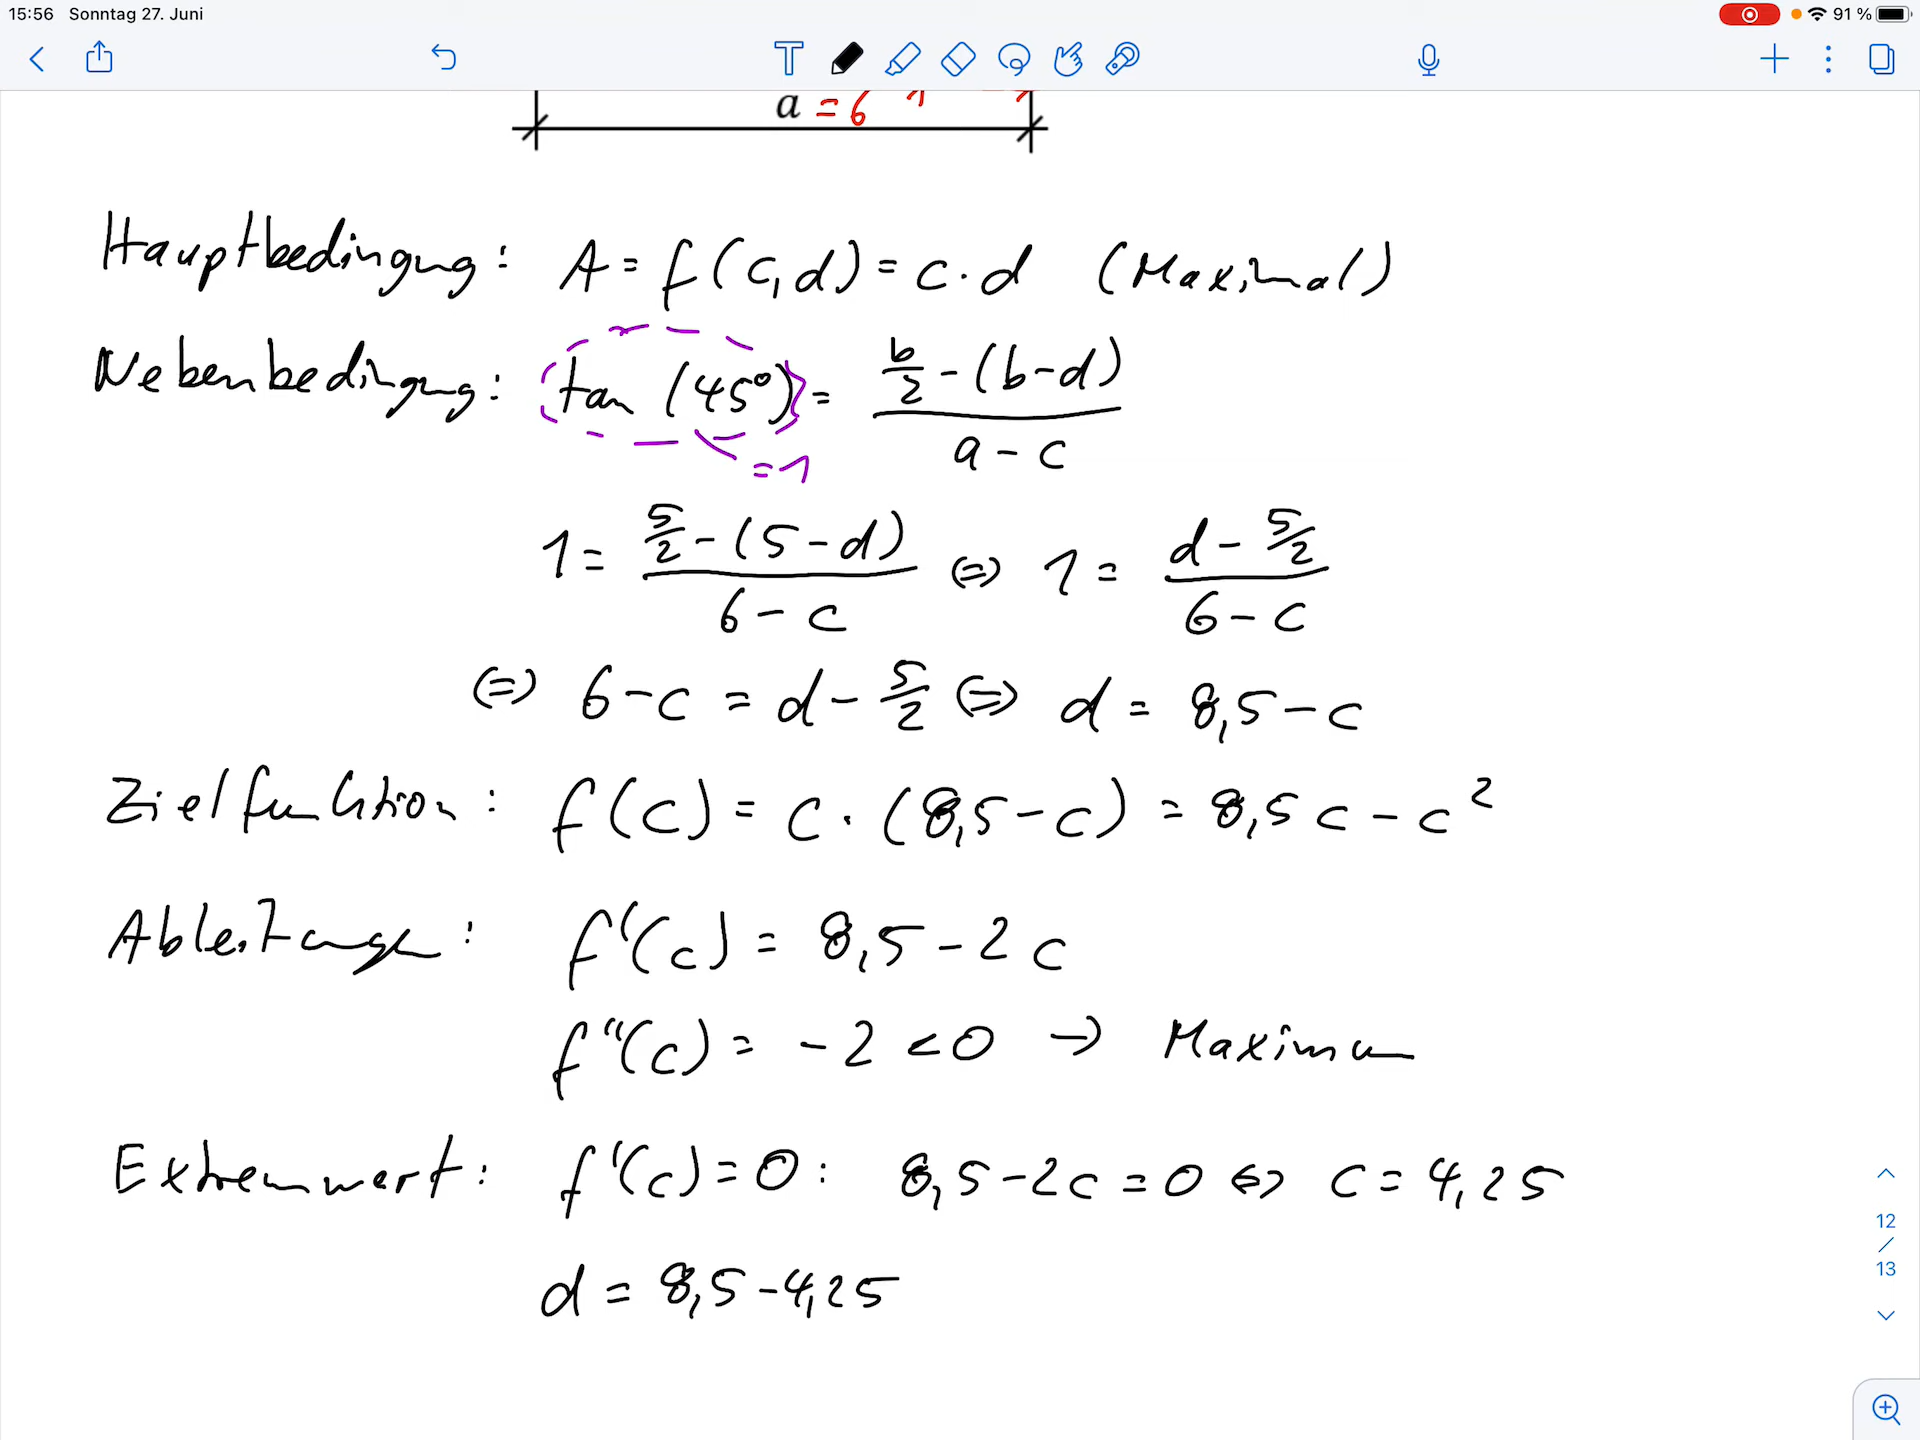 15:56 Sonntag 27. Juni 91 %
a = 6
Hauptbedingung: A = f(c,d) = c · d (Maximal)
Nebenbedingung: tan (45°) = (b/2 - (b-d)) / (a - c)
= 1
1 = (5/2 - (5-d)) / (6 - c) ⇔ 1 = (d - 5/2) / (6 - c)
⇔ 6 - c = d - 5/2 ⇔ d = 8,5 - c
Zielfunktion: f(c) = c · (8,5 - c) = 8,5 c - c²
Ableitungen: f'(c) = 8,5 - 2c
f''(c) = -2 < 0 → Maximum
Extremwert: f'(c) = 0: 8,5 - 2c = 0 ⇔ c = 4,25
d = 8,5 - 4,25
12
/
13